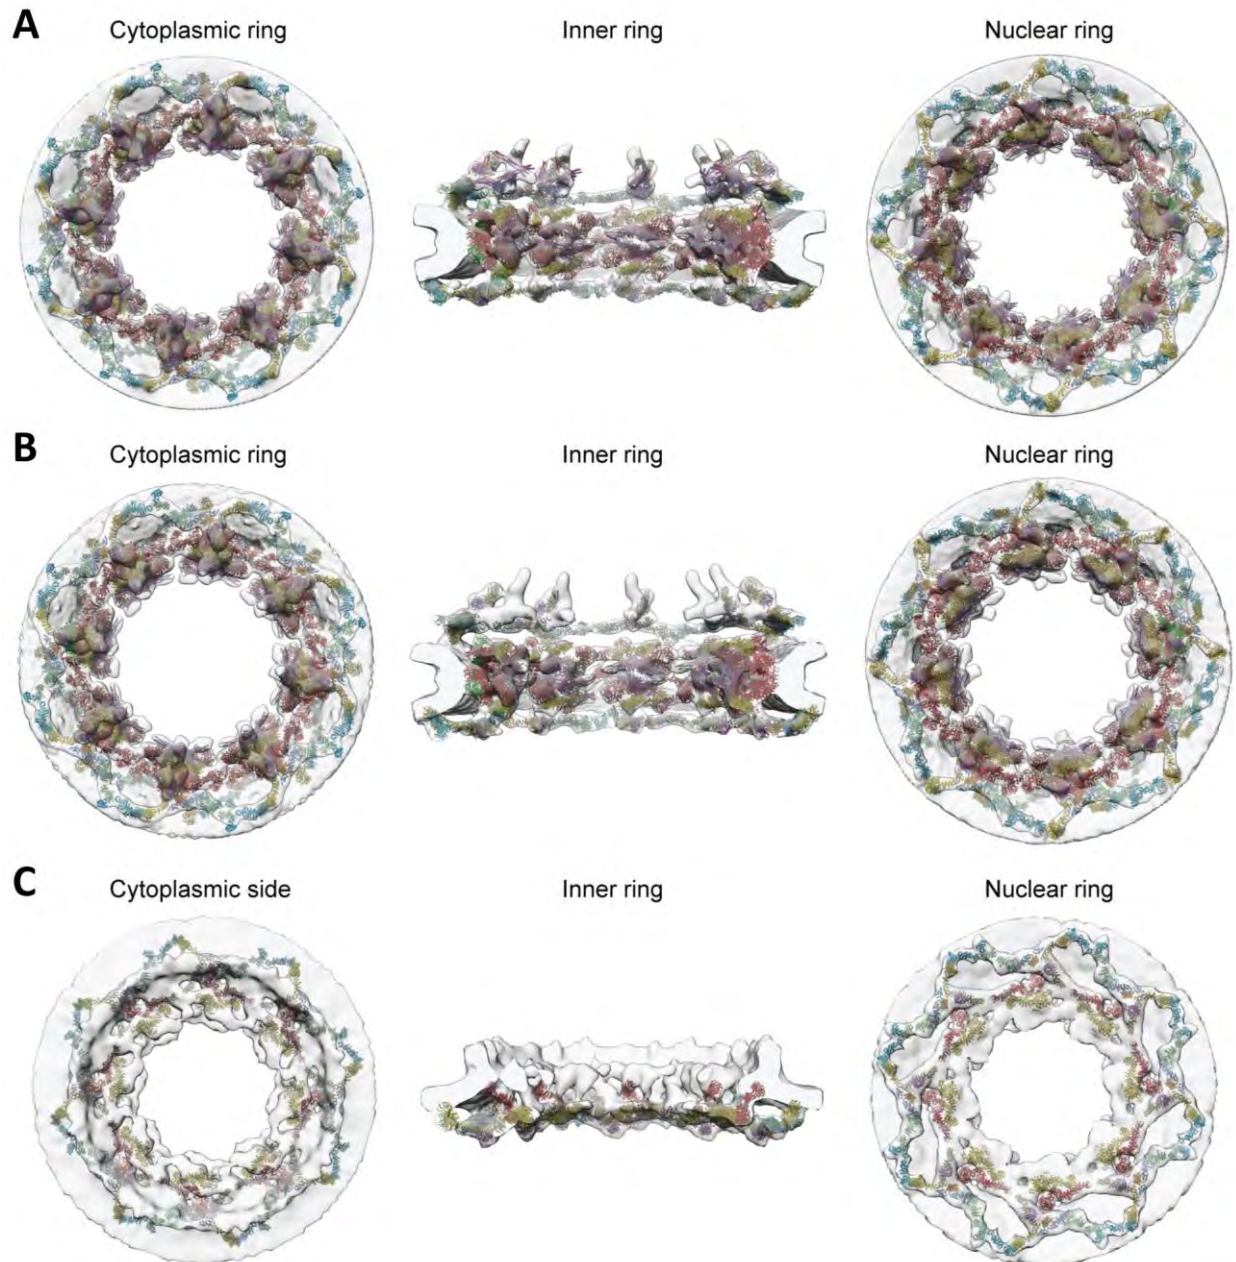 A
Cytoplasmic ring
Inner ring
Nuclear ring
B
Cytoplasmic ring
Inner ring
Nuclear ring
C
Cytoplasmic side
Inner ring
Nuclear ring